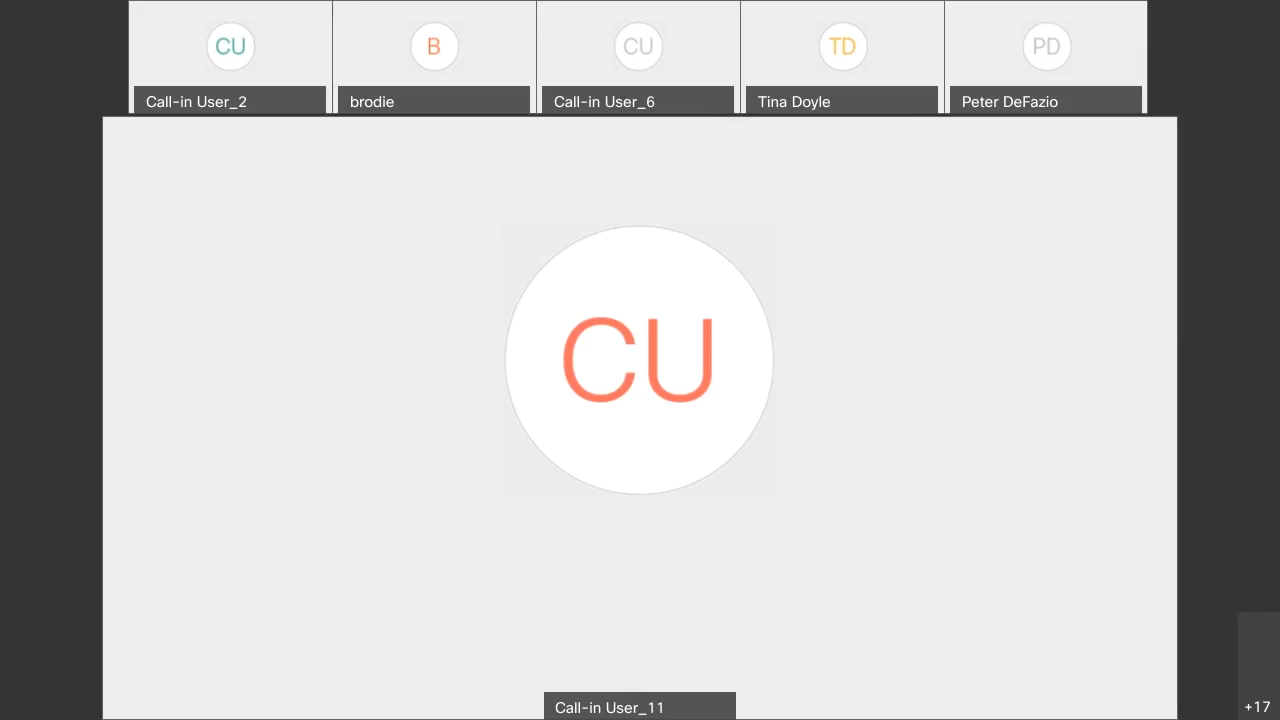 CU
B
CU
TD
PD
Call-in User_2
brodie
Call-in User_6
Tina Doyle
Peter DeFazio
CU
Call-in User_11
+17